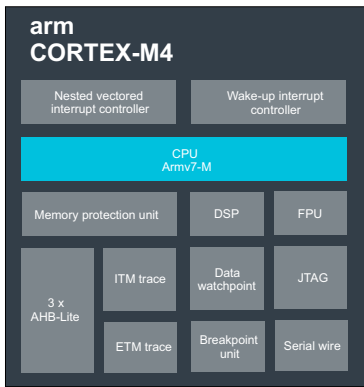 arm
CORTEX-M4
Nested vectored
interrupt controller
Wake-up interrupt
controller
CPU
Armv7-M
Memory protection unit
DSP
FPU
3 x
AHB-Lite
ITM trace
Data
watchpoint
JTAG
ETM trace
Breakpoint
unit
Serial wire